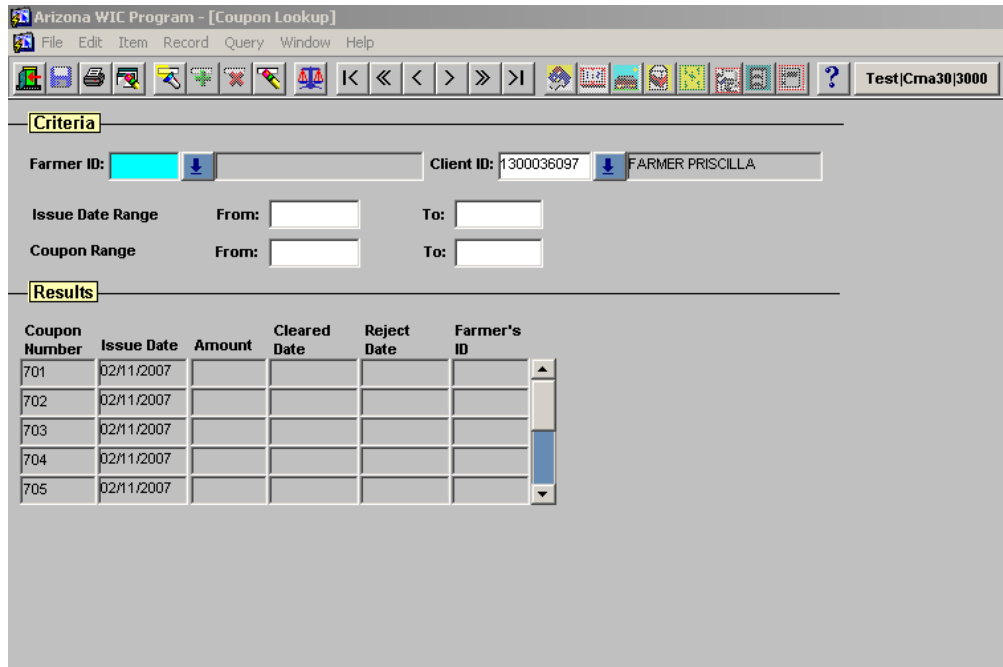 Arizona WIC Program - [Coupon Lookup]
File Edit Item Record Query Window Help
? Test|Cma30|3000
Criteria
Farmer ID: Client ID: 1300036097 FARMER PRISCILLA
Issue Date Range From: To:
Coupon Range From: To:
Results
Coupon Number Issue Date Amount Cleared Date Reject Date Farmer's ID
701 02/11/2007
702 02/11/2007
703 02/11/2007
704 02/11/2007
705 02/11/2007